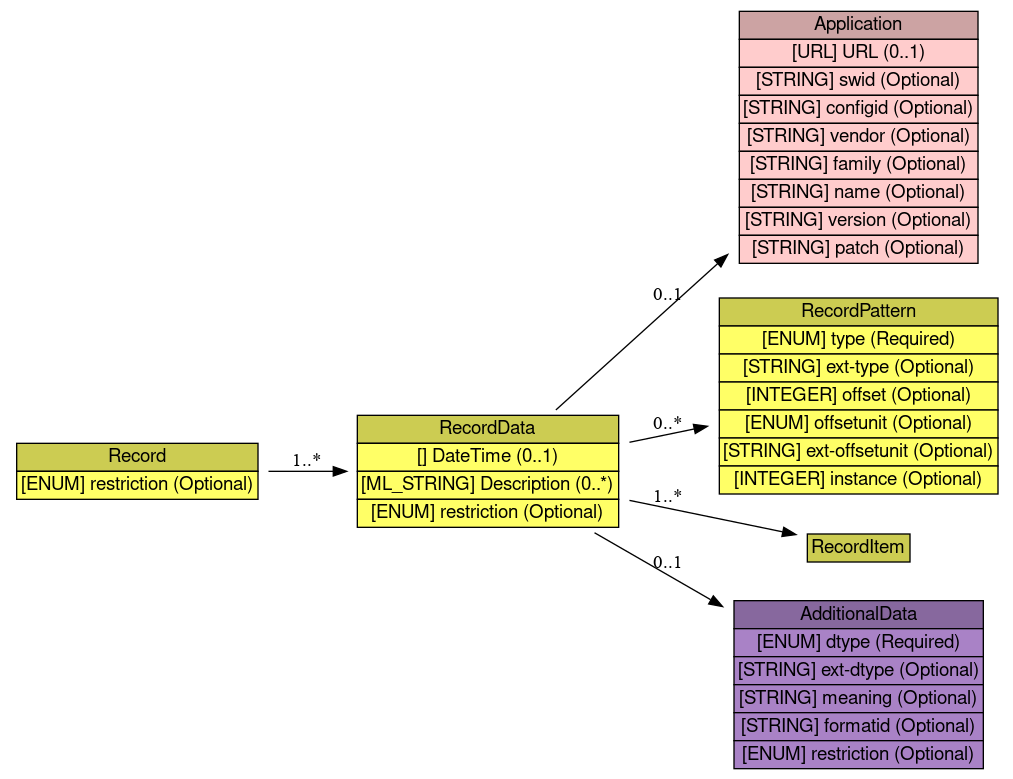 Record
[ENUM] restriction (Optional)
1..*
RecordData
[] DateTime (0..1)
[ML_STRING] Description (0..*)
[ENUM] restriction (Optional)
0..1
0..*
1..*
0..1
Application
[URL] URL (0..1)
[STRING] swid (Optional)
[STRING] configid (Optional)
[STRING] vendor (Optional)
[STRING] family (Optional)
[STRING] name (Optional)
[STRING] version (Optional)
[STRING] patch (Optional)
RecordPattern
[ENUM] type (Required)
[STRING] ext-type (Optional)
[INTEGER] offset (Optional)
[ENUM] offsetunit (Optional)
[STRING] ext-offsetunit (Optional)
[INTEGER] instance (Optional)
RecordItem
AdditionalData
[ENUM] dtype (Required)
[STRING] ext-dtype (Optional)
[STRING] meaning (Optional)
[STRING] formatid (Optional)
[ENUM] restriction (Optional)